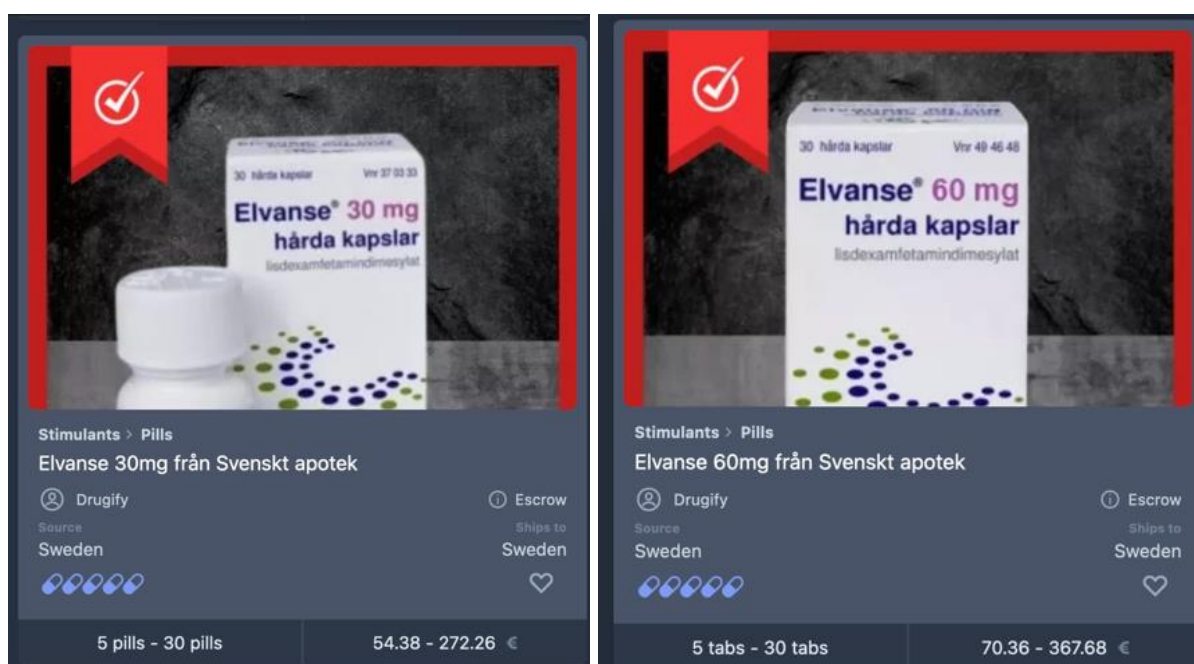 30 hårda kapslar Vnr 37 03 33
Elvanse® 30 mg
hårda kapslar
lisdexamfetamindimesylat
Stimulants > Pills
Elvanse 30mg från Svenskt apotek
Drugify Escrow
Source Ships to
Sweden Sweden
5 pills - 30 pills 54.38 - 272.26 €
30 hårda kapslar Vnr 49 46 48
Elvanse® 60 mg
hårda kapslar
lisdexamfetamindimesylat
Stimulants > Pills
Elvanse 60mg från Svenskt apotek
Drugify Escrow
Source Ships to
Sweden Sweden
5 tabs - 30 tabs 70.36 - 367.68 €